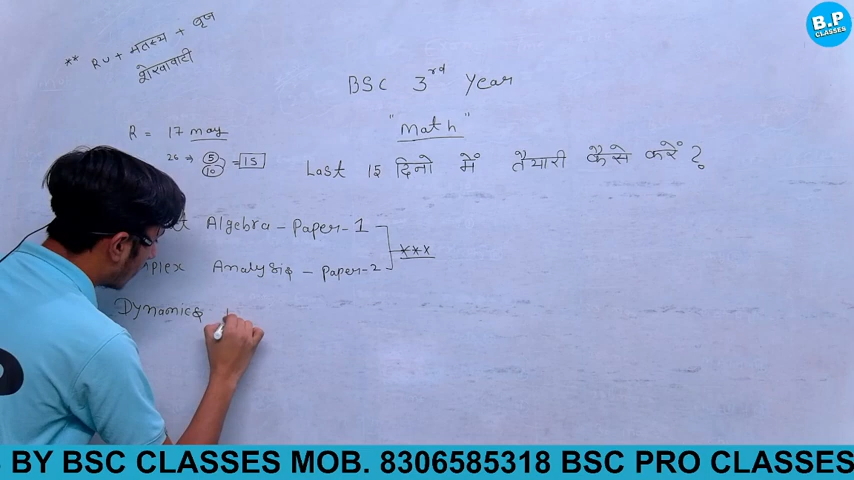 ** RU + मत्स्य + बृज
शेखावाटी
BSC 3rd Year
"Math"
R = 17 may
26 → 5 10 = 15
Last 15 दिनो में तैयारी कैसे करें?
Algebra - Paper - 1
***
Analysis - Paper - 2
Dynamics
B.P CLASSES
BY BSC CLASSES MOB. 8306585318 BSC PRO CLASSES